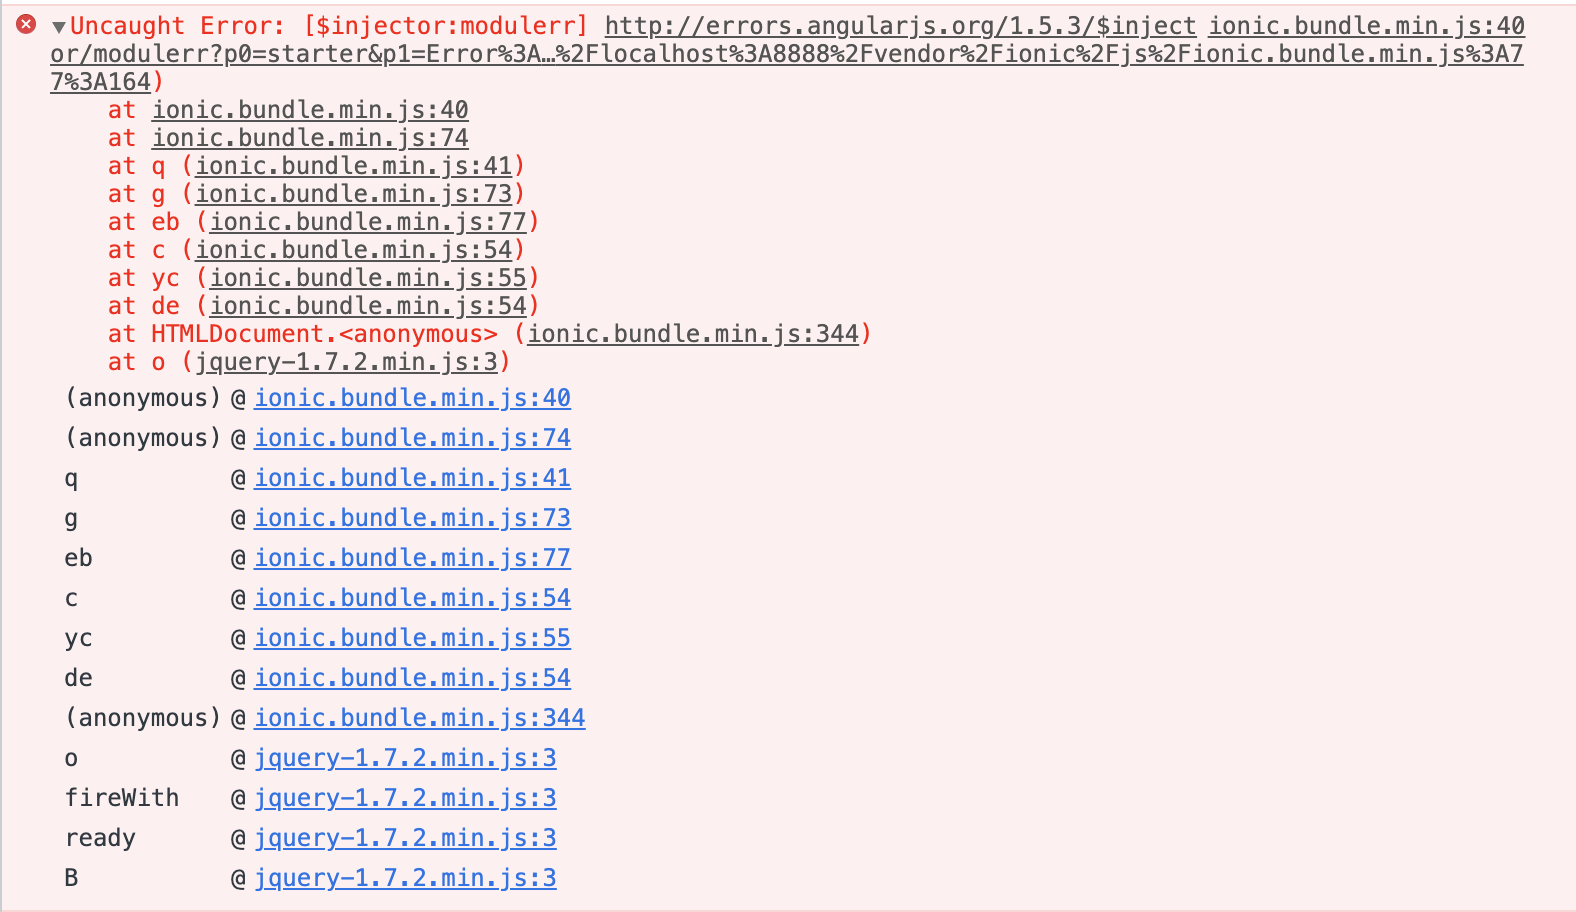 ▼Uncaught Error: [$injector:modulerr] http://errors.angularjs.org/1.5.3/$inject ionic.bundle.min.js:40
or/modulerr?p0=starter&p1=Error%3A…%2Flocalhost%3A8888%2Fvendor%2Fionic%2Fjs%2Fionic.bundle.min.js%3A7
7%3A164)
at ionic.bundle.min.js:40
at ionic.bundle.min.js:74
at q (ionic.bundle.min.js:41)
at g (ionic.bundle.min.js:73)
at eb (ionic.bundle.min.js:77)
at c (ionic.bundle.min.js:54)
at yc (ionic.bundle.min.js:55)
at de (ionic.bundle.min.js:54)
at HTMLDocument.<anonymous> (ionic.bundle.min.js:344)
at o (jquery-1.7.2.min.js:3)
(anonymous) @ ionic.bundle.min.js:40
(anonymous) @ ionic.bundle.min.js:74
q @ ionic.bundle.min.js:41
g @ ionic.bundle.min.js:73
eb @ ionic.bundle.min.js:77
c @ ionic.bundle.min.js:54
yc @ ionic.bundle.min.js:55
de @ ionic.bundle.min.js:54
(anonymous) @ ionic.bundle.min.js:344
o @ jquery-1.7.2.min.js:3
fireWith @ jquery-1.7.2.min.js:3
ready @ jquery-1.7.2.min.js:3
B @ jquery-1.7.2.min.js:3